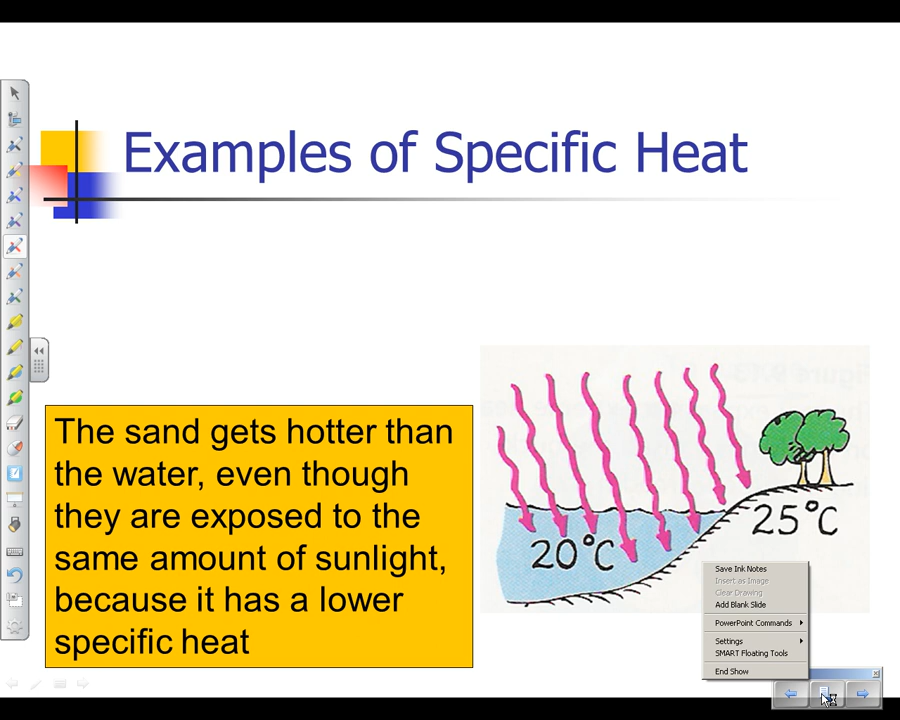 Examples of Specific Heat
The sand gets hotter than
the water, even though
they are exposed to the
same amount of sunlight,
because it has a lower
specific heat
20°C
25°C
Save Ink Notes
Insert as Image
Clear Drawing
Add Blank Slide
PowerPoint Commands
Settings
SMART Floating Tools
End Show